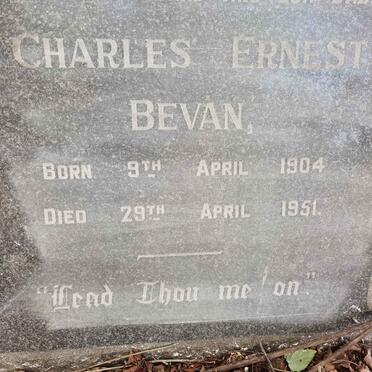 CHARLES ERNEST
BEVAN,
BORN 9TH APRIL 1904
DIED 29TH APRIL 1951.
"Lead Thou me on."